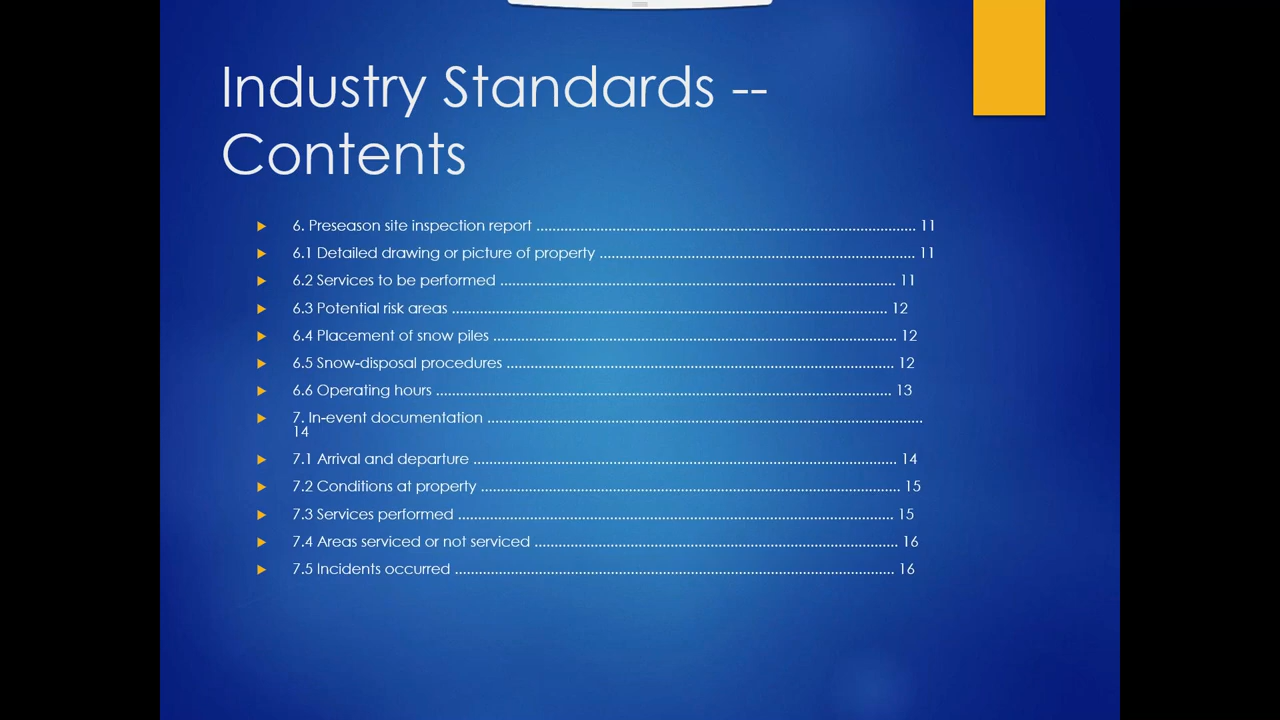 Industry Standards --
Contents
6. Preseason site inspection report ................................................................................................ 11
6.1 Detailed drawing or picture of property ................................................................................ 11
6.2 Services to be performed .................................................................................................... 11
6.3 Potential risk areas .............................................................................................................. 12
6.4 Placement of snow piles ...................................................................................................... 12
6.5 Snow-disposal procedures .................................................................................................. 12
6.6 Operating hours ................................................................................................................... 13
7. In-event documentation ..............................................................................................................
14
7.1 Arrival and departure ........................................................................................................... 14
7.2 Conditions at property .......................................................................................................... 15
7.3 Services performed .............................................................................................................. 15
7.4 Areas serviced or not serviced ............................................................................................ 16
7.5 Incidents occurred ............................................................................................................... 16